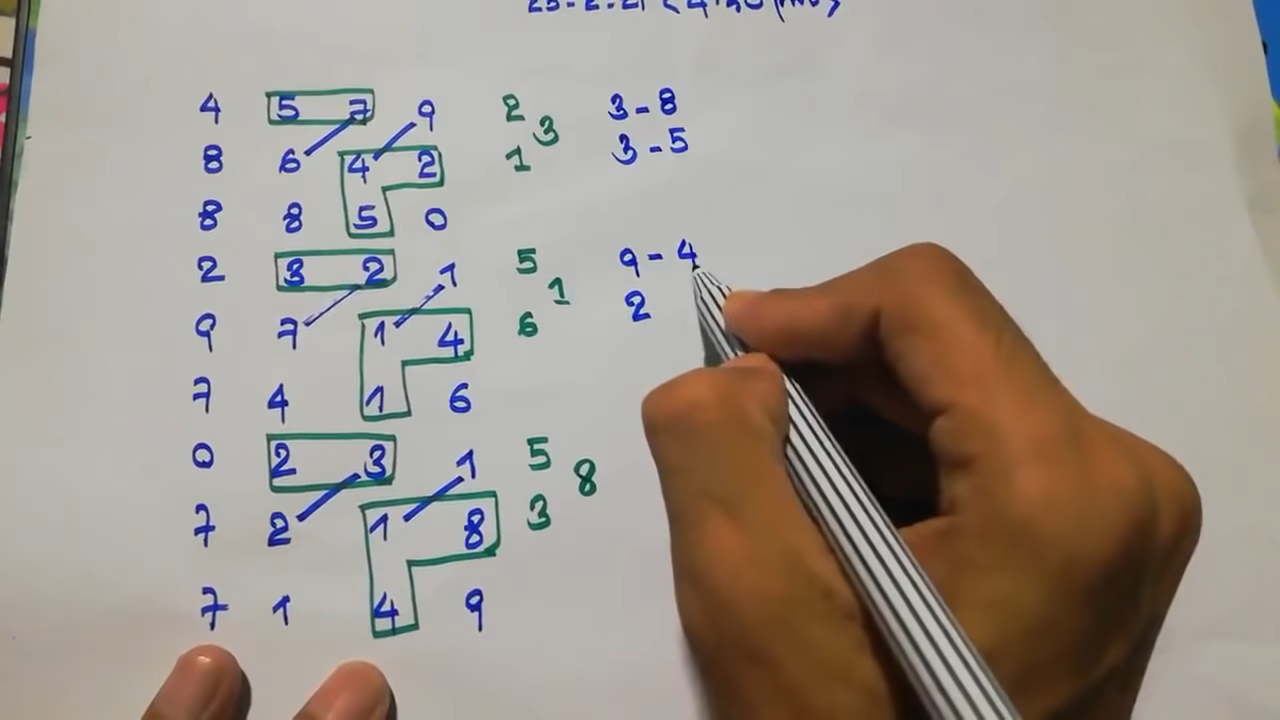 4 5 7 9 2 3 3-8
8 6 4 2 1 3-5
8 8 5 0
2 3 2 1 5 1 9-4
9 7 1 4 6 2
7 4 1 6
0 2 3 1 5 8
7 2 1 8 3
7 1 4 9